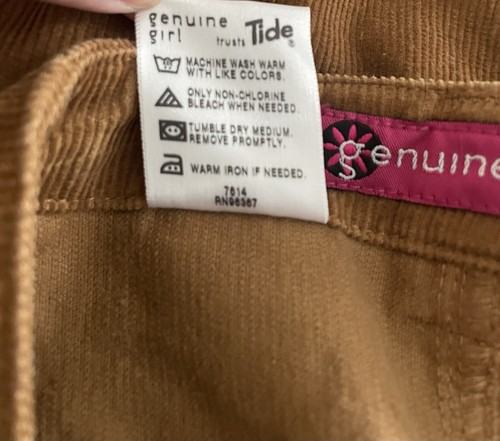 genuine
girl trusts Tide®
MACHINE WASH WARM
WITH LIKE COLORS.
ONLY NON-CHLORINE
BLEACH WHEN NEEDED.
TUMBLE DRY MEDIUM.
REMOVE PROMPTLY.
WARM IRON IF NEEDED.
7614
RN96367
genuine